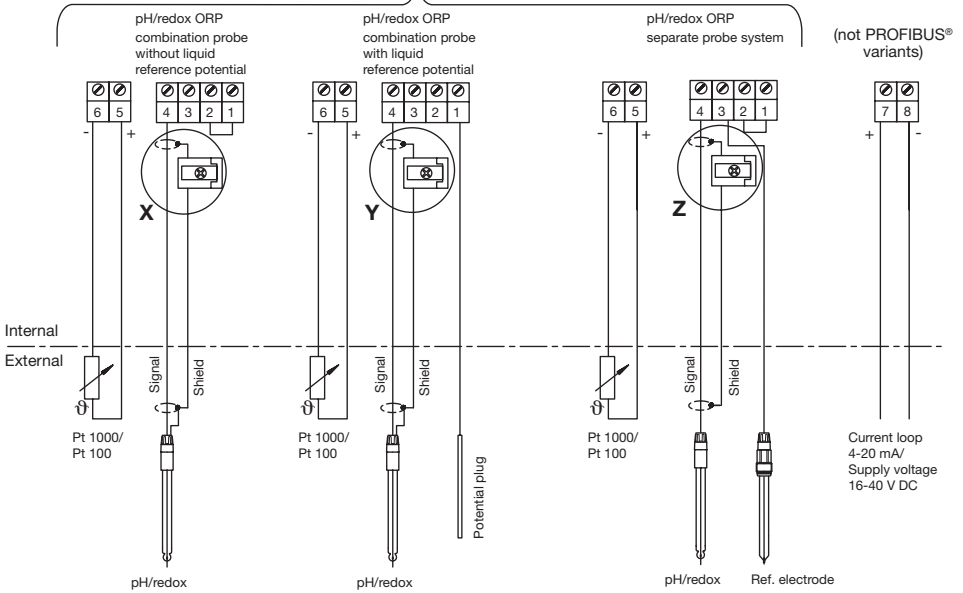 pH/redox ORP
combination probe
without liquid
reference potential
pH/redox ORP
combination probe
with liquid
reference potential
pH/redox ORP
separate probe system
(not PROFIBUS®
variants)
6 5 4 3 2 1
6 5 4 3 2 1
6 5 4 3 2 1
7 8
- +
- +
- +
+ -
X
Y
Z
Internal
External
Signal
Shield
Signal
Shield
Signal
Shield
ϑ
ϑ
ϑ
Pt 1000/
Pt 100
Pt 1000/
Pt 100
Potential plug
Pt 1000/
Pt 100
Current loop
4-20 mA/
Supply voltage
16-40 V DC
pH/redox
pH/redox
pH/redox
Ref. electrode